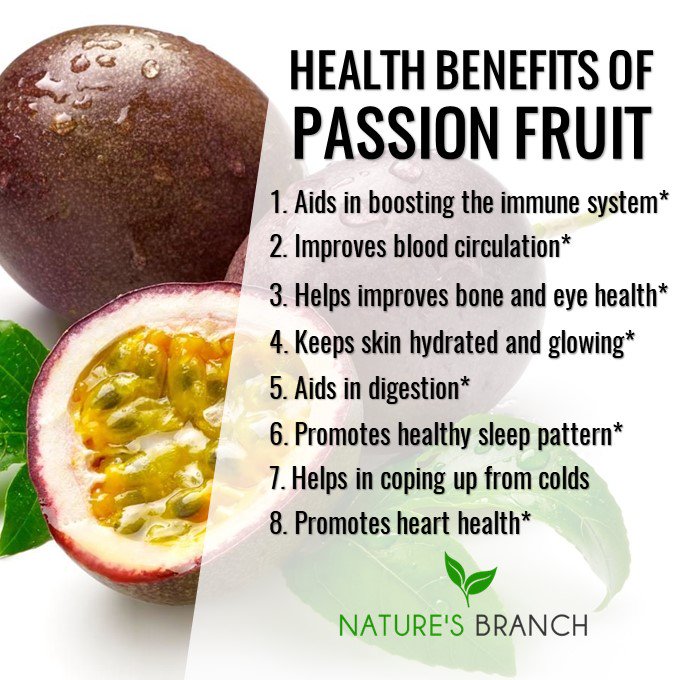 HEALTH BENEFITS OF
PASSION FRUIT
1. Aids in boosting the immune system*
2. Improves blood circulation*
3. Helps improves bone and eye health*
4. Keeps skin hydrated and glowing*
5. Aids in digestion*
6. Promotes healthy sleep pattern*
7. Helps in coping up from colds
8. Promotes heart health*
NATURE'S BRANCH